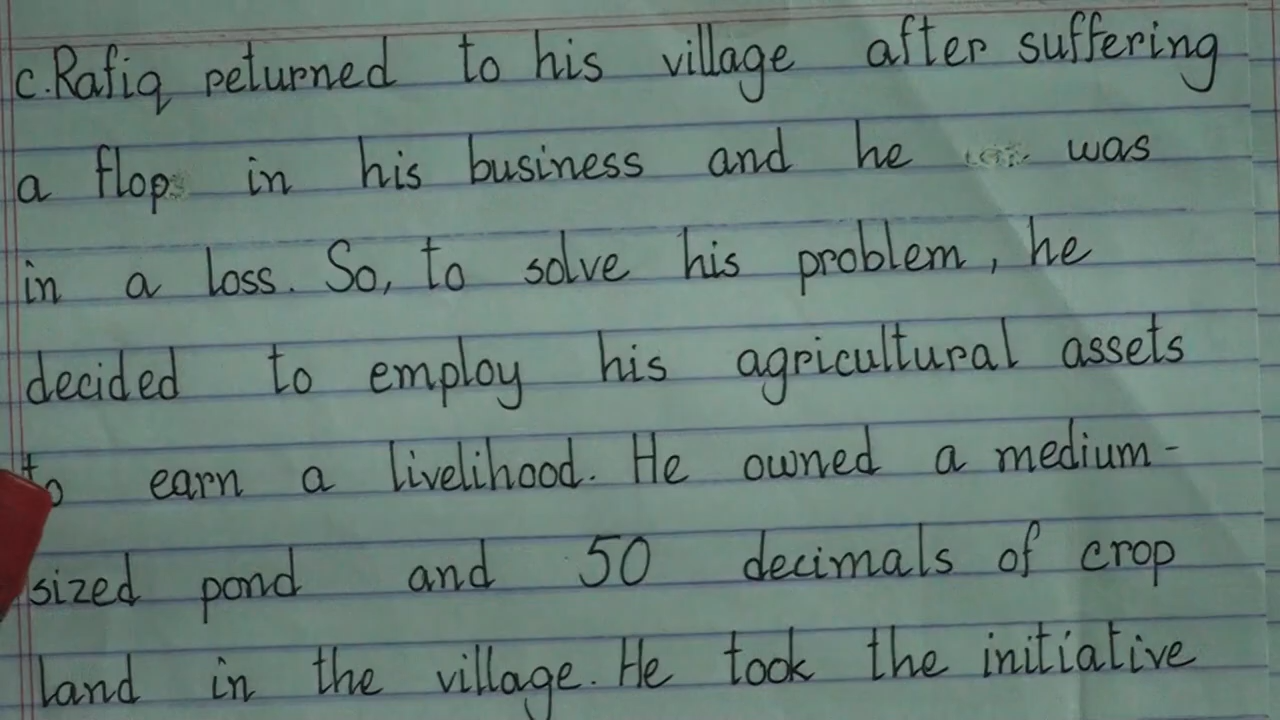 c. Rafiq returned to his village after suffering
a flop in his business and he was
in a loss. So, to solve his problem, he
decided to employ his agricultural assets
to earn a livelihood. He owned a medium-
sized pond and 50 decimals of crop
land in the village. He took the initiative